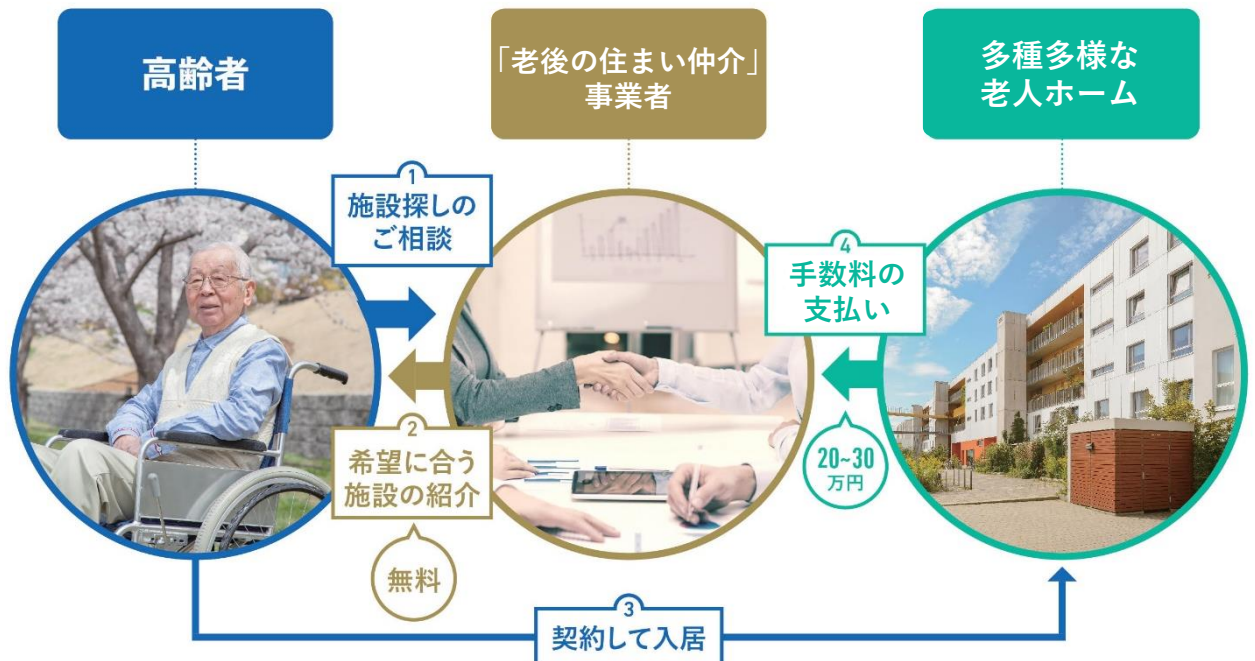 高齢者
「老後の住まい仲介」
事業者
多種多様な
老人ホーム
1
施設探しの
ご相談
2
希望に合う
施設の紹介
無料
3
契約して入居
4
手数料の
支払い
20~30
万円